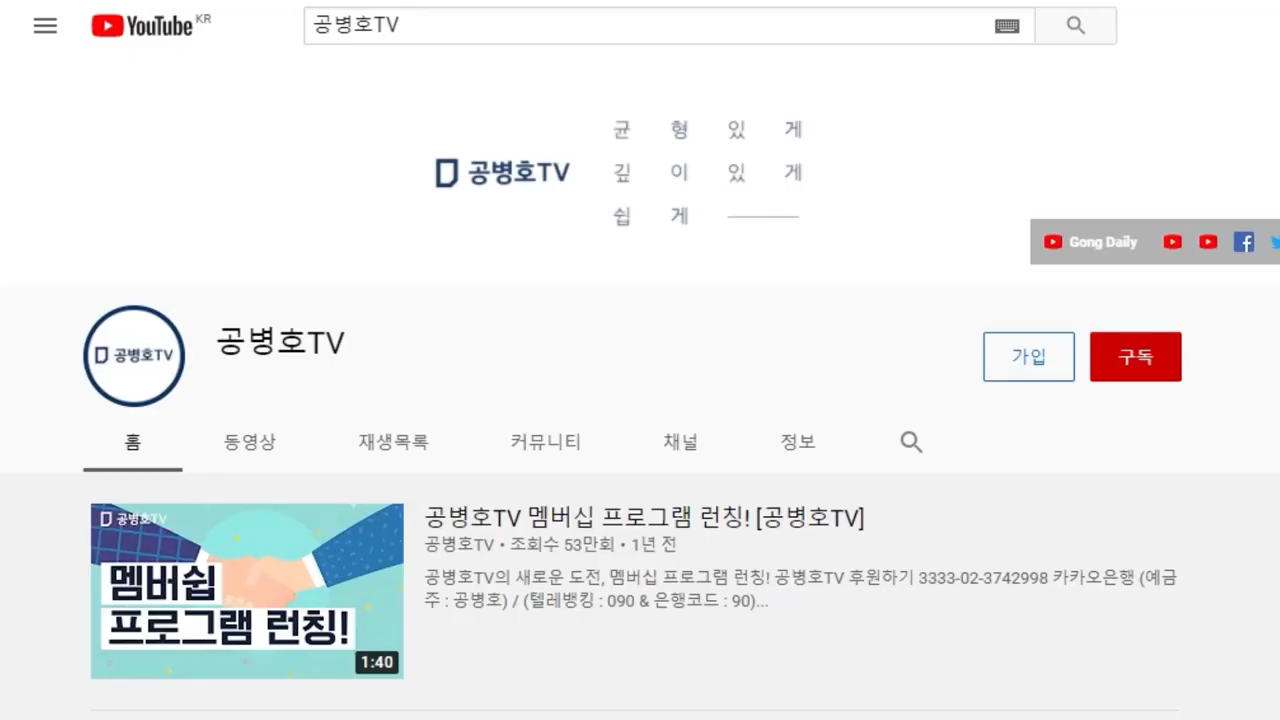 YouTube KR
공병호TV
균 형 있 게
공병호TV
깊 이 있 게
쉽 게
Gong Daily
공병호TV
공병호TV
가입
구독
홈
동영상
재생목록
커뮤니티
채널
정보
공병호TV
멤버쉽
프로그램 런칭!
1:40
공병호TV 멤버십 프로그램 런칭! [공병호TV]
공병호TV • 조회수 53만회 • 1년 전
공병호TV의 새로운 도전, 멤버십 프로그램 런칭! 공병호TV 후원하기 3333-02-3742998 카카오은행 (예금
주 : 공병호) / (텔레뱅킹 : 090 & 은행코드 : 90)...